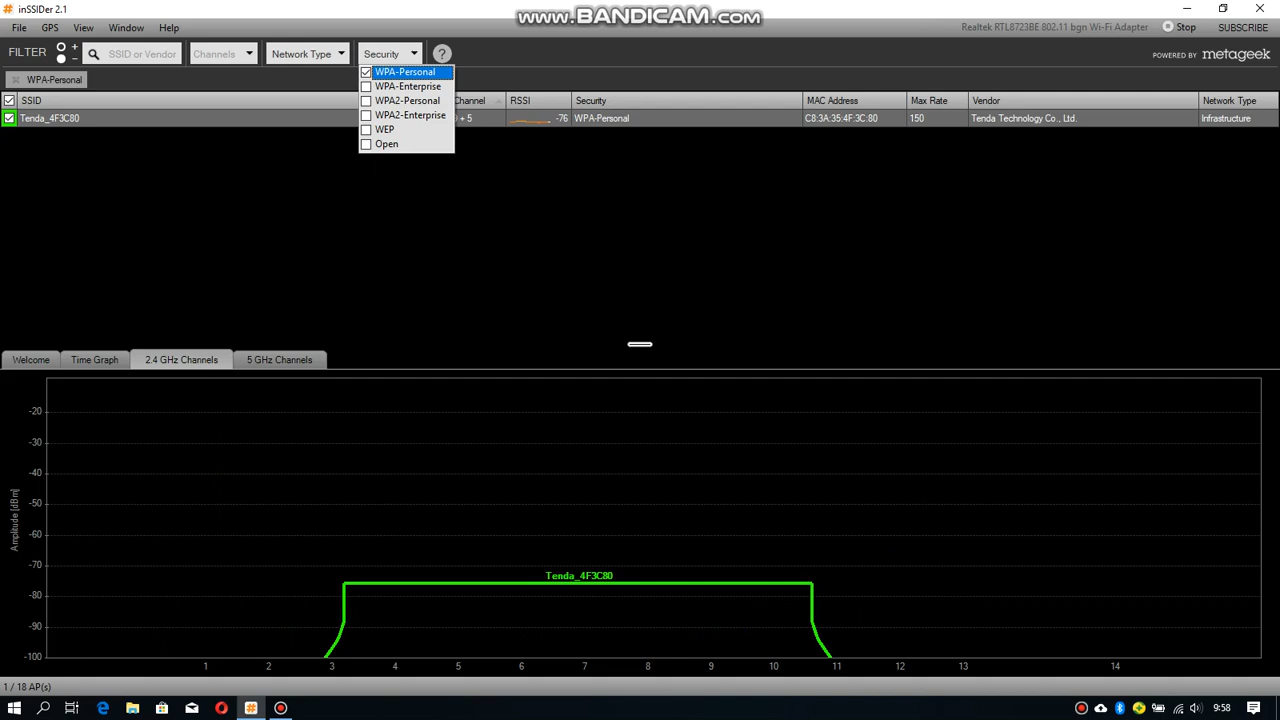 inSSIDer 2.1
www.BANDICAM.com
File GPS View Window Help
Realtek RTL8723BE 802.11 bgn Wi-Fi Adapter Stop SUBSCRIBE
FILTER + - SSID or Vendor Channels Network Type Security ? POWERED BY metageek
WPA-Personal
WPA-Personal
WPA-Enterprise
WPA2-Personal
WPA2-Enterprise
WEP
Open
SSID Channel RSSI Security MAC Address Max Rate Vendor Network Type
Tenda_4F3C80 + 5 -76 WPA-Personal C8:3A:35:4F:3C:80 150 Tenda Technology Co., Ltd. Infrastructure
Welcome Time Graph 2.4 GHz Channels 5 GHz Channels
Amplitude [dBm]
-20
-30
-40
-50
-60
-70
-80
-90
-100
Tenda_4F3C80
1 2 3 4 5 6 7 8 9 10 11 12 13 14
1 / 18 AP(s)
9:58